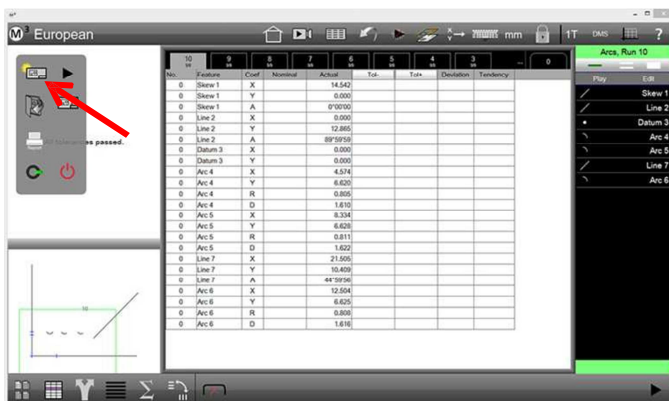 M³ European
mm
1T
DMS
?
Arcs, Run 10
10 9 8 7 6 5 4 3 ... 0
No. Feature Coef Nominal Actual Tol- Tol+ Deviation Tendency
0 Skew 1 X 14.542
0 Skew 1 Y 0.000
0 Skew 1 A 0°00'00
0 Line 2 X 0.000
0 Line 2 Y 12.865
0 Line 2 A 89°59'59
0 Datum 3 X 0.000
0 Datum 3 Y 0.000
0 Arc 4 X 4.574
0 Arc 4 Y 6.620
0 Arc 4 R 0.805
0 Arc 4 D 1.610
0 Arc 5 X 8.334
0 Arc 5 Y 6.628
0 Arc 5 R 0.811
0 Arc 5 D 1.622
0 Line 7 X 21.505
0 Line 7 Y 10.409
0 Line 7 A 44°59'56
0 Arc 6 X 12.504
0 Arc 6 Y 6.625
0 Arc 6 R 0.808
0 Arc 6 D 1.616
All tolerances passed.
Report
Play Edit
Skew 1
Line 2
Datum 3
Arc 4
Arc 5
Line 7
Arc 6